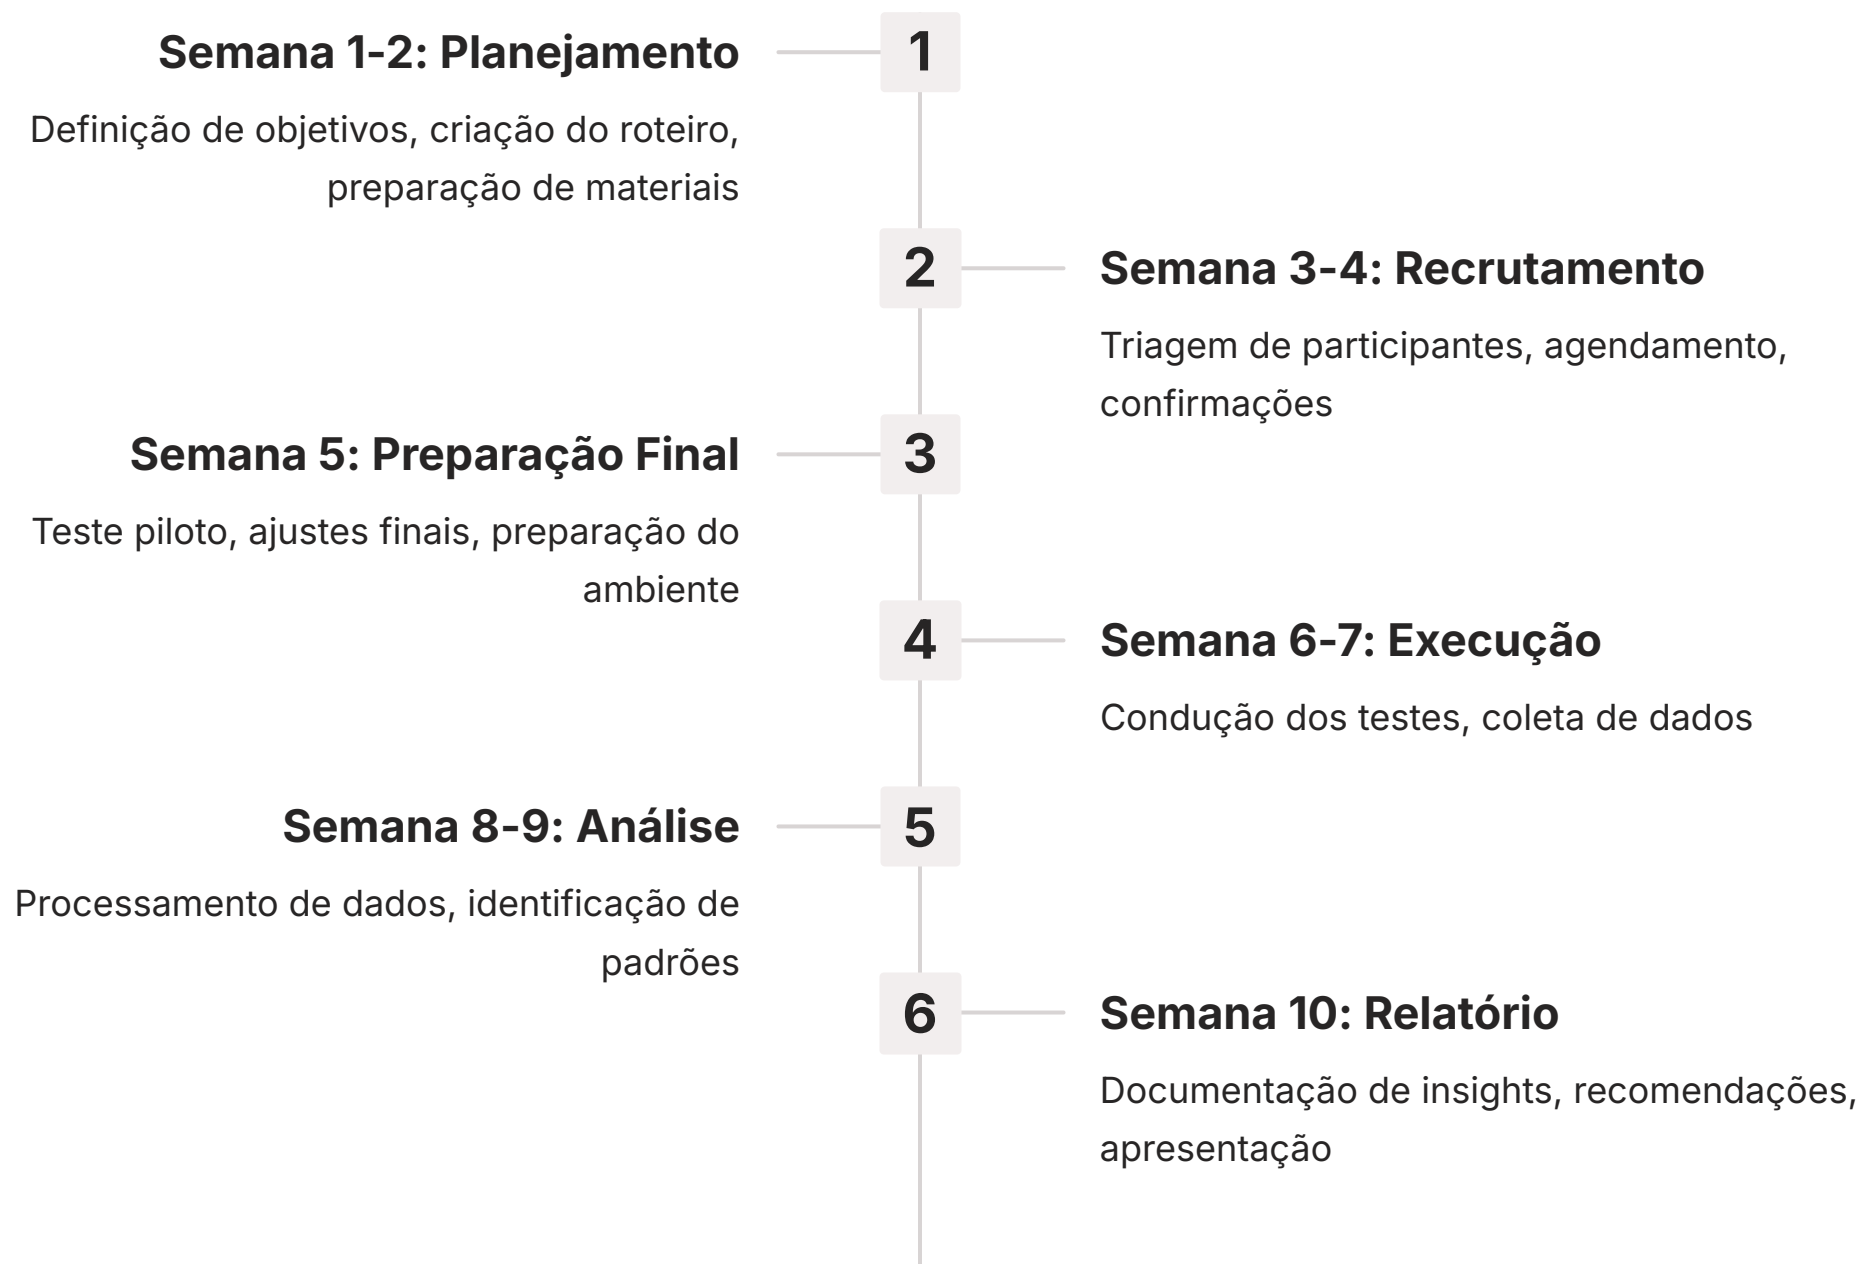 Semana 1-2: Planejamento
1
Definição de objetivos, criação do roteiro,
preparação de materiais
2
Semana 3-4: Recrutamento
Triagem de participantes, agendamento,
confirmações
Semana 5: Preparação Final
3
Teste piloto, ajustes finais, preparação do
ambiente
4
Semana 6-7: Execução
Condução dos testes, coleta de dados
Semana 8-9: Análise
5
Processamento de dados, identificação de
padrões
6
Semana 10: Relatório
Documentação de insights, recomendações,
apresentação